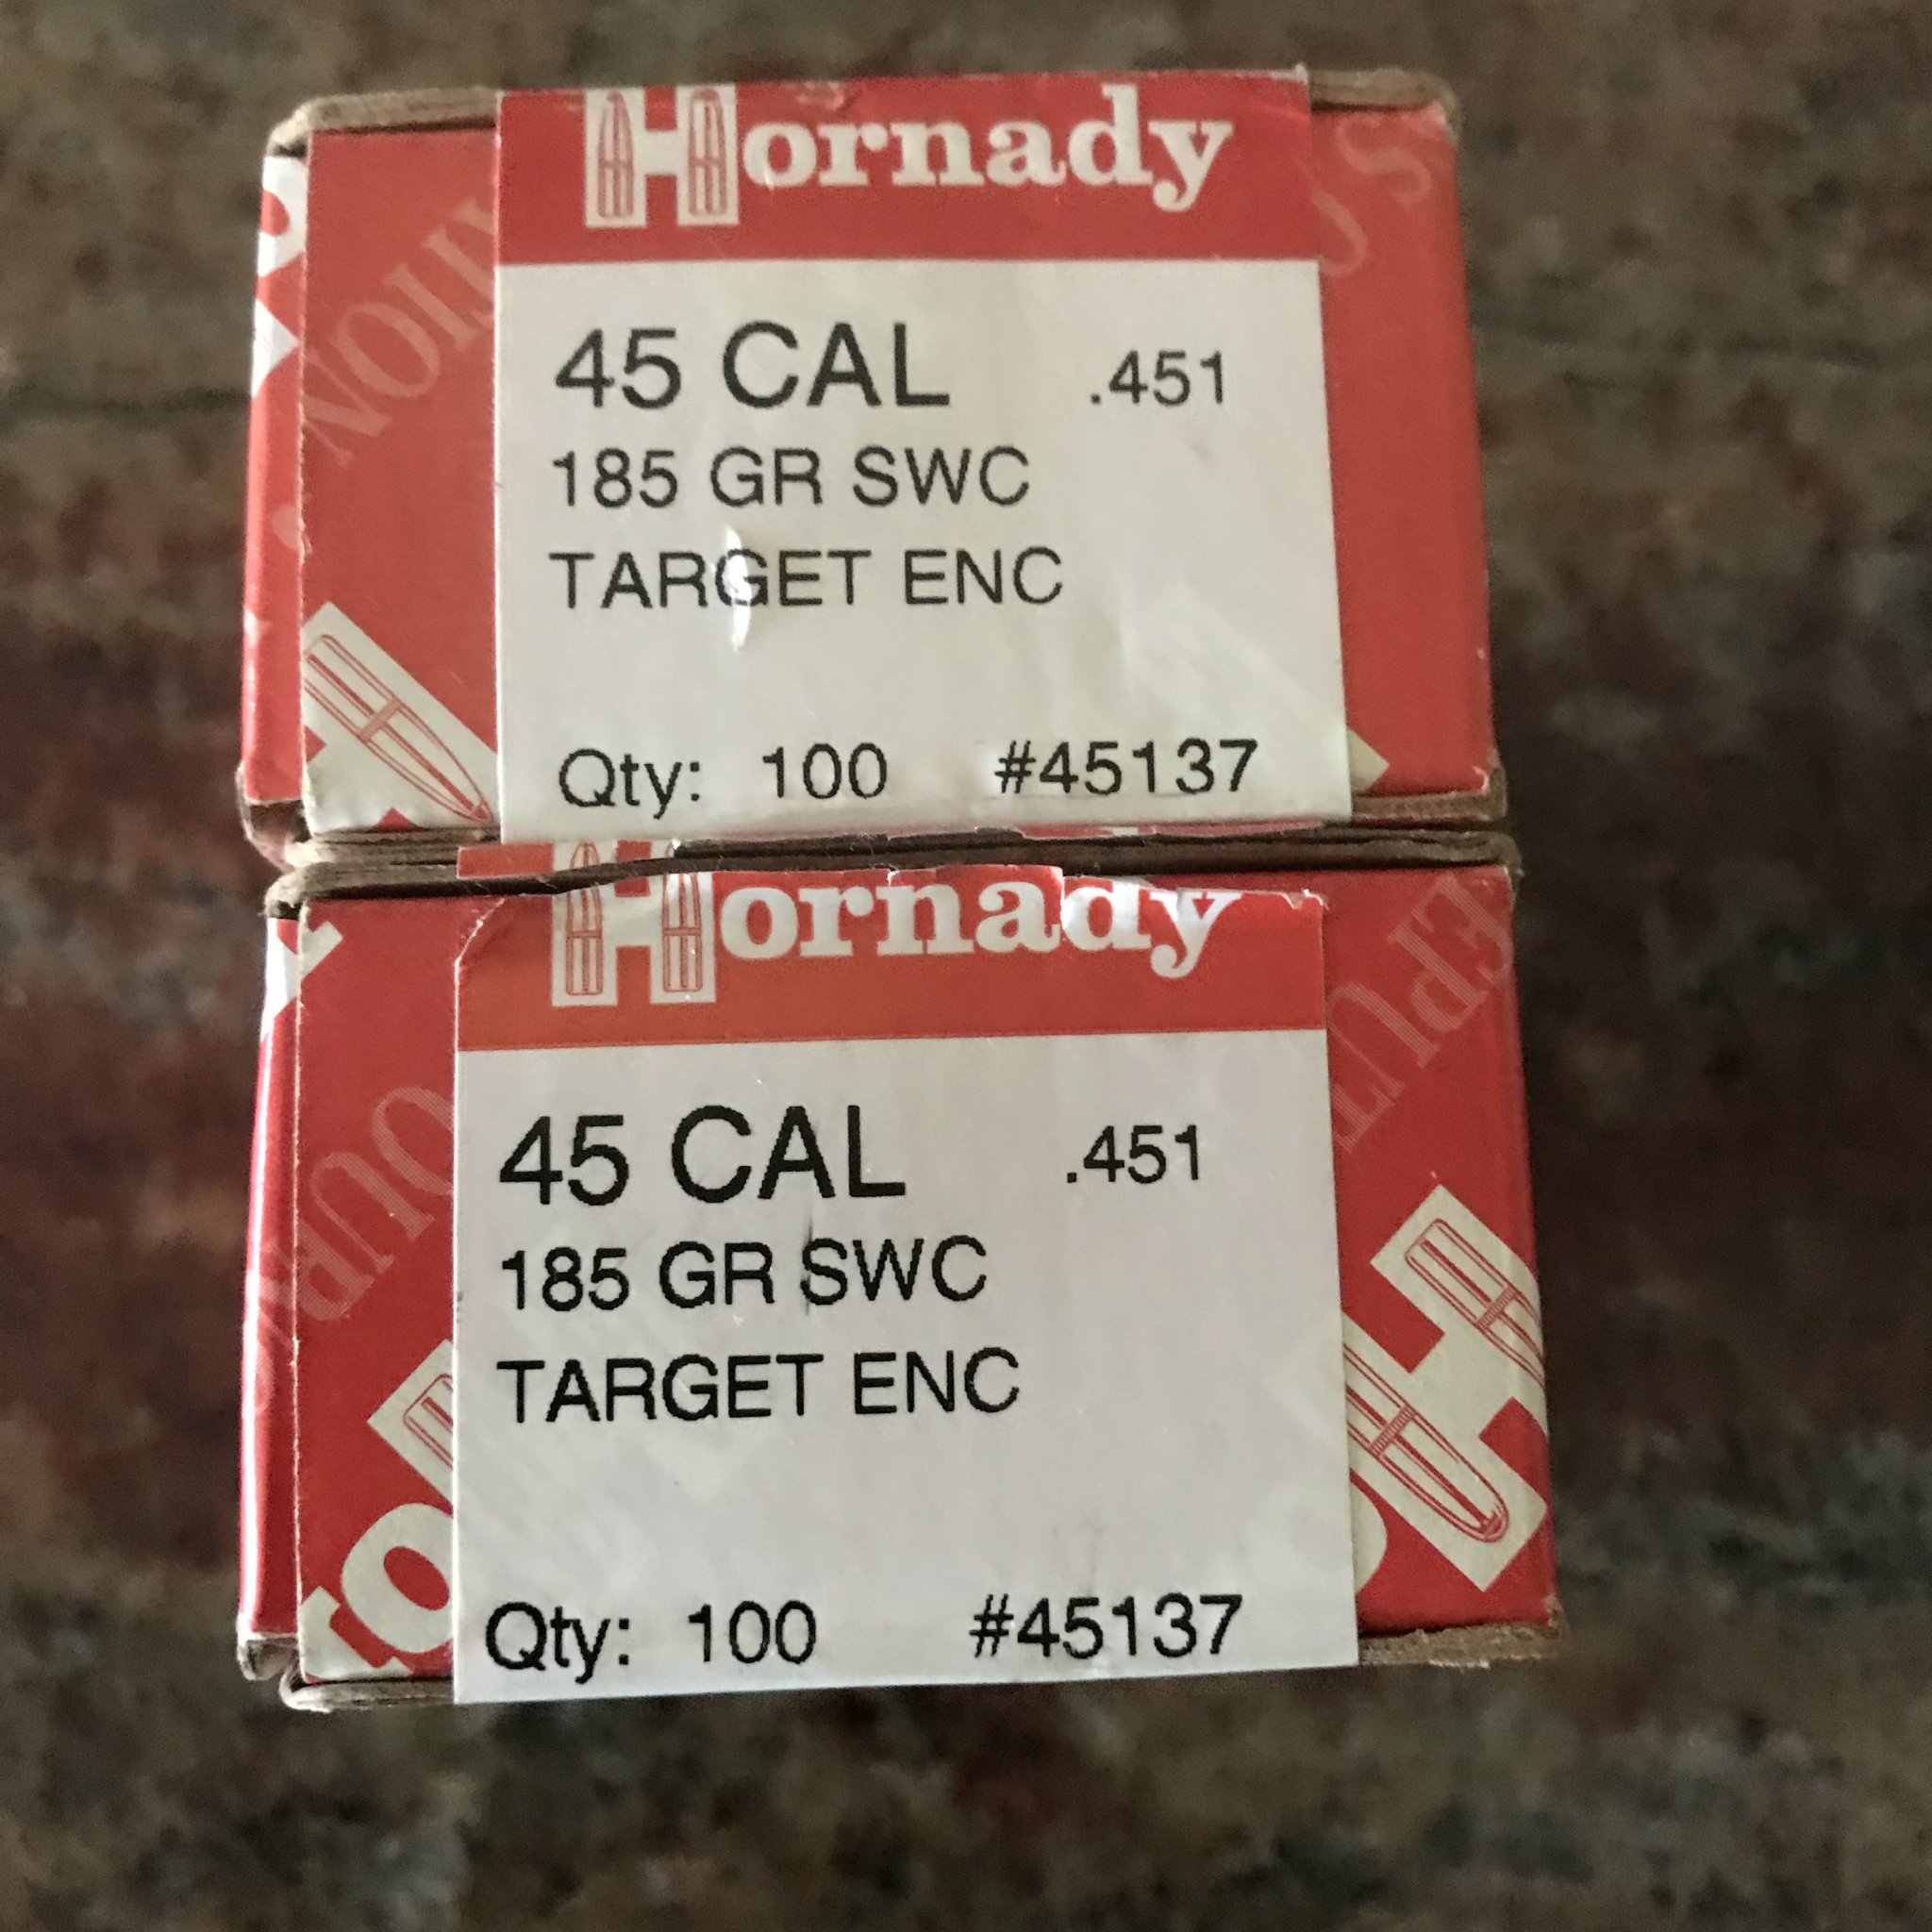 Hornady
45 CAL .451
185 GR SWC
TARGET ENC
Qty: 100 #45137
Hornady
45 CAL .451
185 GR SWC
TARGET ENC
Qty: 100 #45137